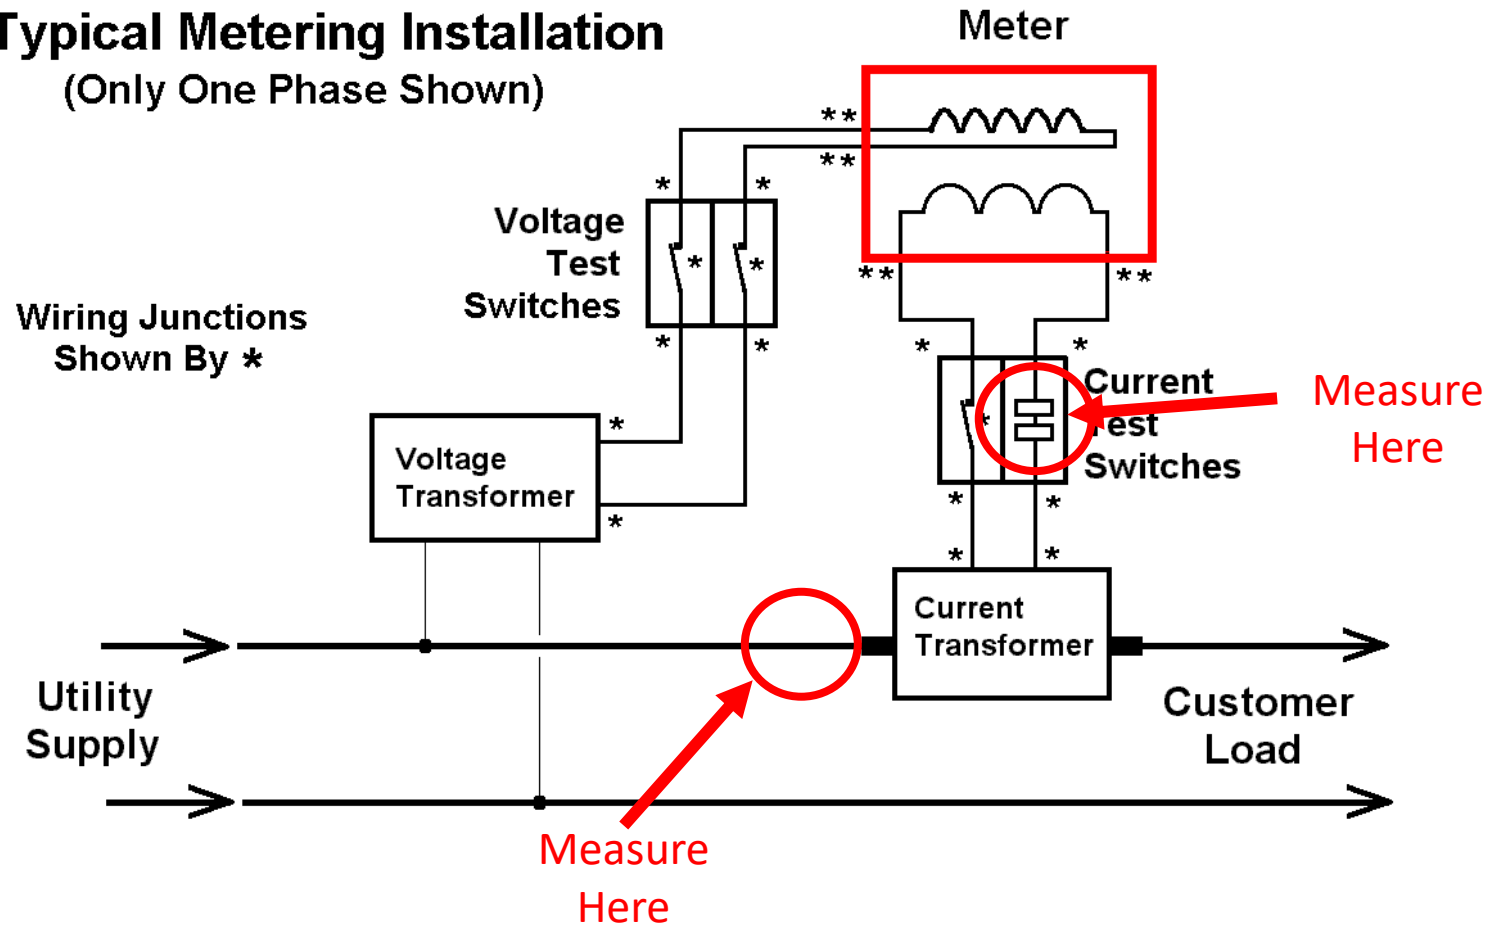 Typical Metering Installation
(Only One Phase Shown)
Meter
**
**
* *
Voltage
Test
Switches
* *
** **
Wiring Junctions
Shown By *
* *
* *
Current
Test
Switches
*
Measure
Here
*
Voltage
Transformer
*
* *
* *
Current
Transformer
Utility
Supply
Customer
Load
Measure
Here